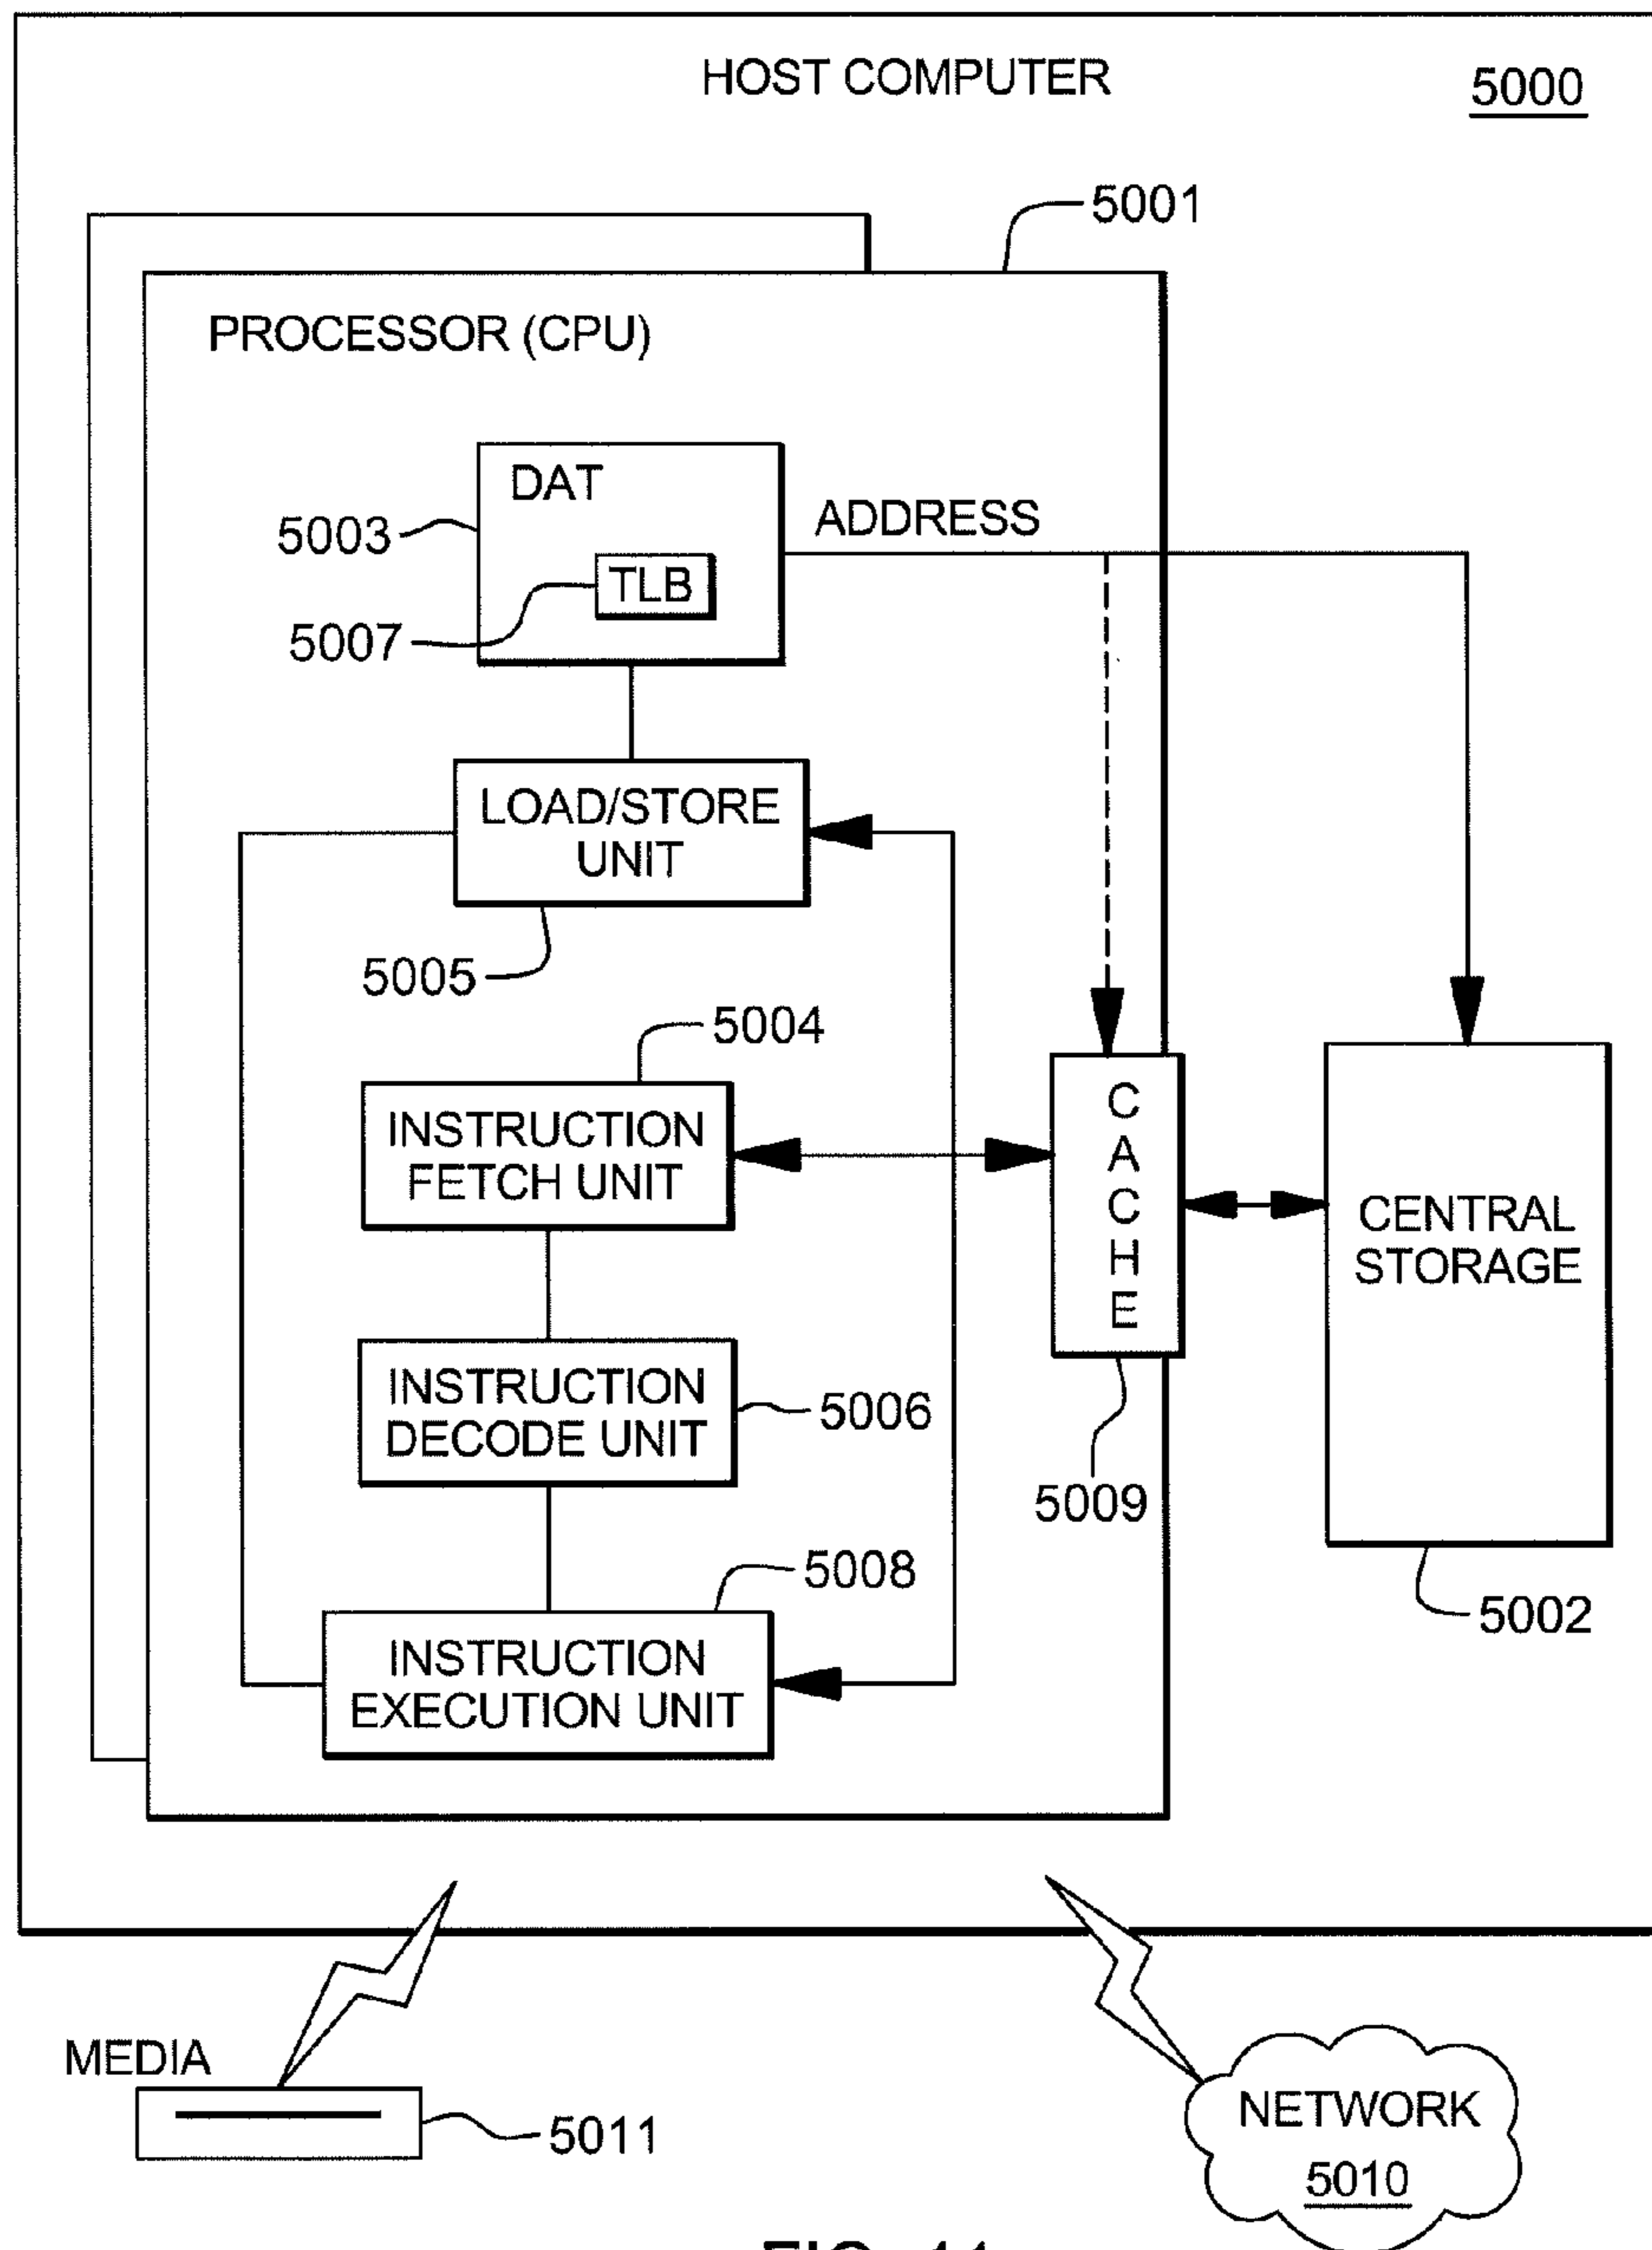 HOST COMPUTER
5000
5001
PROCESSOR (CPU)
DAT
5003
ADDRESS
TLB
5007
LOAD/STORE
UNIT
5005
5004
INSTRUCTION
FETCH UNIT
CACHE
CENTRAL
STORAGE
INSTRUCTION
DECODE UNIT
5006
5009
5008
5002
INSTRUCTION
EXECUTION UNIT
MEDIA
5011
NETWORK
5010